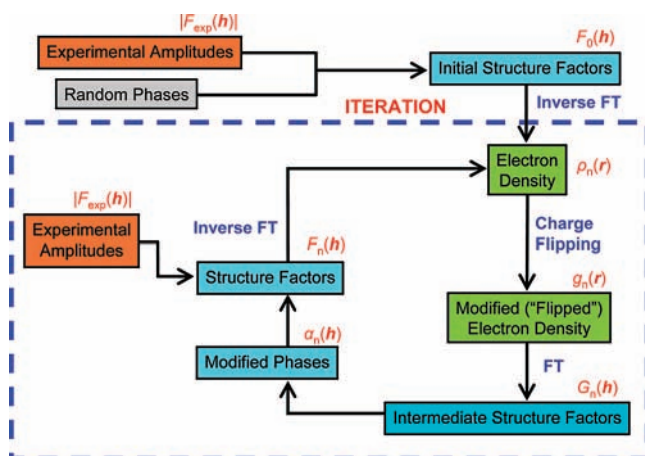 |Fexp(h)|
Experimental Amplitudes
F0(h)
Initial Structure Factors
Random Phases
ITERATION
Inverse FT
Electron
Density
ρn(r)
|Fexp(h)|
Experimental
Amplitudes
Inverse FT
Fn(h)
Structure Factors
Charge
Flipping
gn(r)
Modified (“Flipped”)
Electron Density
αn(h)
Modified Phases
FT
Gn(h)
Intermediate Structure Factors